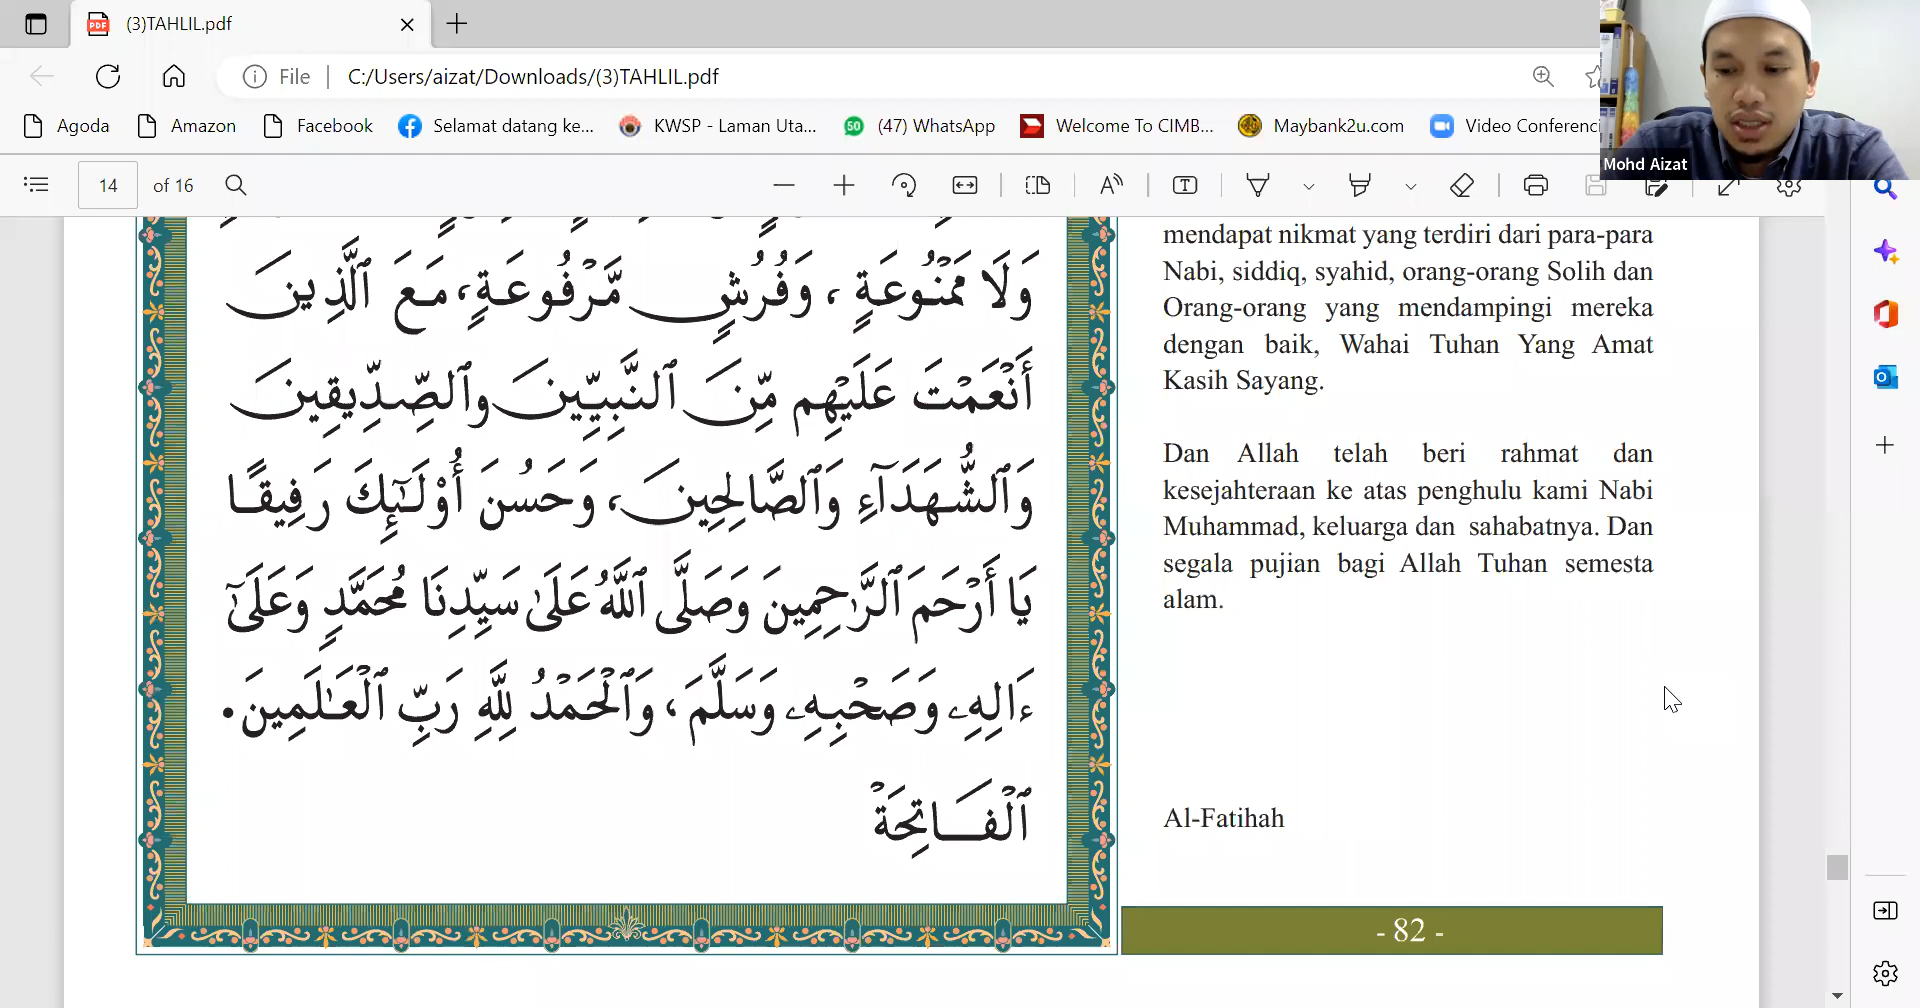 (3)TAHLIL.pdf
File | C:/Users/aizat/Downloads/(3)TAHLIL.pdf
Agoda Amazon Facebook Selamat datang ke... KWSP - Laman Uta... (47) WhatsApp Welcome To CIMB... Maybank2u.com Video Conferenci
Mohd Aizat
14 of 16
وَلَا مَمْنُوعَةٍ ، وَفُرُشٍ مَّرْفُوعَةٍ، مَعَ ٱلَّذِينَ
أَنْعَمْتَ عَلَيْهِم مِّنَ ٱلنَّبِيِّينَ وَٱلصِّدِّيقِينَ
وَٱلشُّهَدَآءِ وَٱلصَّالِحِينَ، وَحَسُنَ أُوْلَـٰٓئِكَ رَفِيقًا
يَا أَرْحَمَ ٱلرَّٰحِمِينَ وَصَلَّى ٱللَّهُ عَلَىٰ سَيِّدِنَا مُحَمَّدٍ وَعَلَىٰٓ
ءَالِهِۦ وَصَحْبِهِۦ وَسَلَّمَ، وَٱلْحَمْدُ لِلَّهِ رَبِّ ٱلْعَـٰلَمِينَ.
ٱلْفَـاتِحَةْ
mendapat nikmat yang terdiri dari para-para
Nabi, siddiq, syahid, orang-orang Solih dan
Orang-orang yang mendampingi mereka
dengan baik, Wahai Tuhan Yang Amat
Kasih Sayang.
Dan Allah telah beri rahmat dan
kesejahteraan ke atas penghulu kami Nabi
Muhammad, keluarga dan sahabatnya. Dan
segala pujian bagi Allah Tuhan semesta
alam.
Al-Fatihah
- 82 -